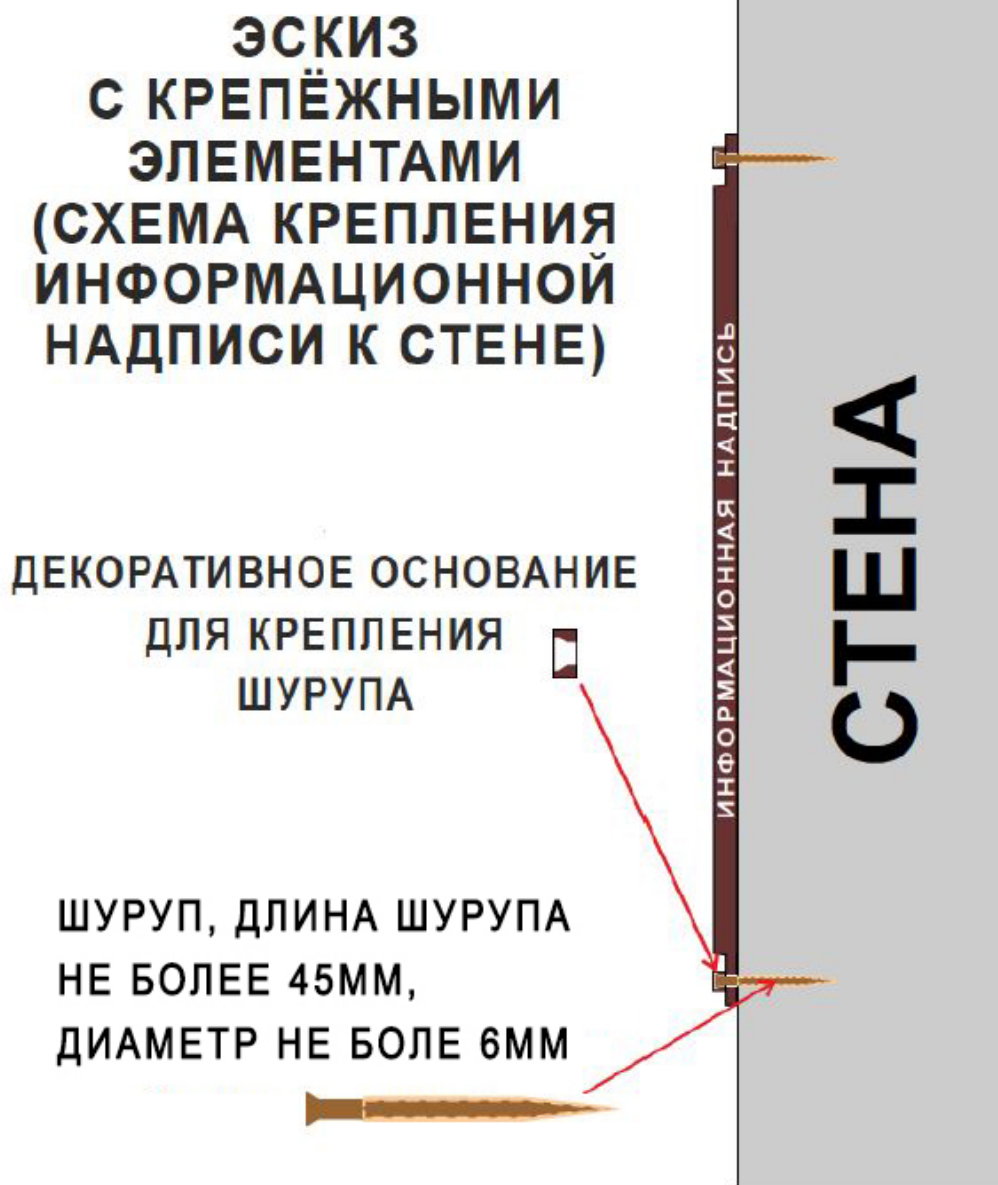 ЭСКИЗ
С КРЕПЁЖНЫМИ
ЭЛЕМЕНТАМИ
(СХЕМА КРЕПЛЕНИЯ
ИНФОРМАЦИОННОЙ
НАДПИСИ К СТЕНЕ)
ИНФОРМАЦИОННАЯ НАДПИСЬ
СТЕНА
ДЕКОРАТИВНОЕ ОСНОВАНИЕ
ДЛЯ КРЕПЛЕНИЯ
ШУРУПА
ШУРУП, ДЛИНА ШУРУПА
НЕ БОЛЕЕ 45ММ,
ДИАМЕТР НЕ БОЛЕ 6ММ